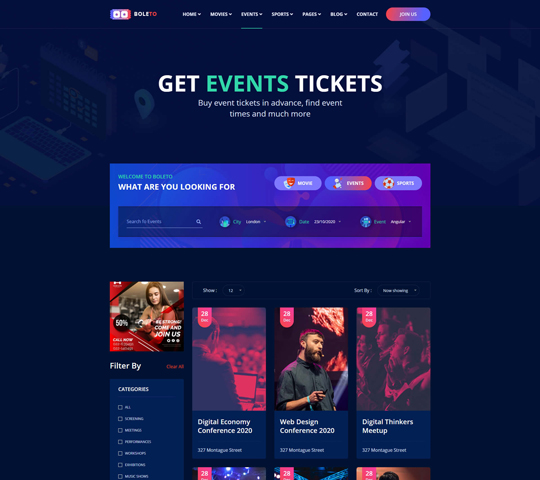 BOLETO
HOME MOVIES EVENTS SPORTS PAGES BLOG CONTACT JOIN US
GET EVENTS TICKETS
Buy event tickets in advance, find event
times and much more
WELCOME TO BOLETO
WHAT ARE YOU LOOKING FOR
MOVIE EVENTS SPORTS
Search To Events City London Date 23/10/2020 Event Angular
50%
BE STRONG!
COME AND
JOIN US
CALL NOW
Show : 12 Sort By : Now showing
Filter By Clear All
CATEGORIES
ALL
SCREENING
MEETINGS
PERFORMANCES
WORKSHOPS
EXHIBITIONS
MUSIC SHOWS
28
Dec
Digital Economy
Conference 2020
327 Montague Street
28
Dec
Web Design
Conference 2020
327 Montague Street
28
Dec
Digital Thinkers
Meetup
327 Montague Street
28 28 28